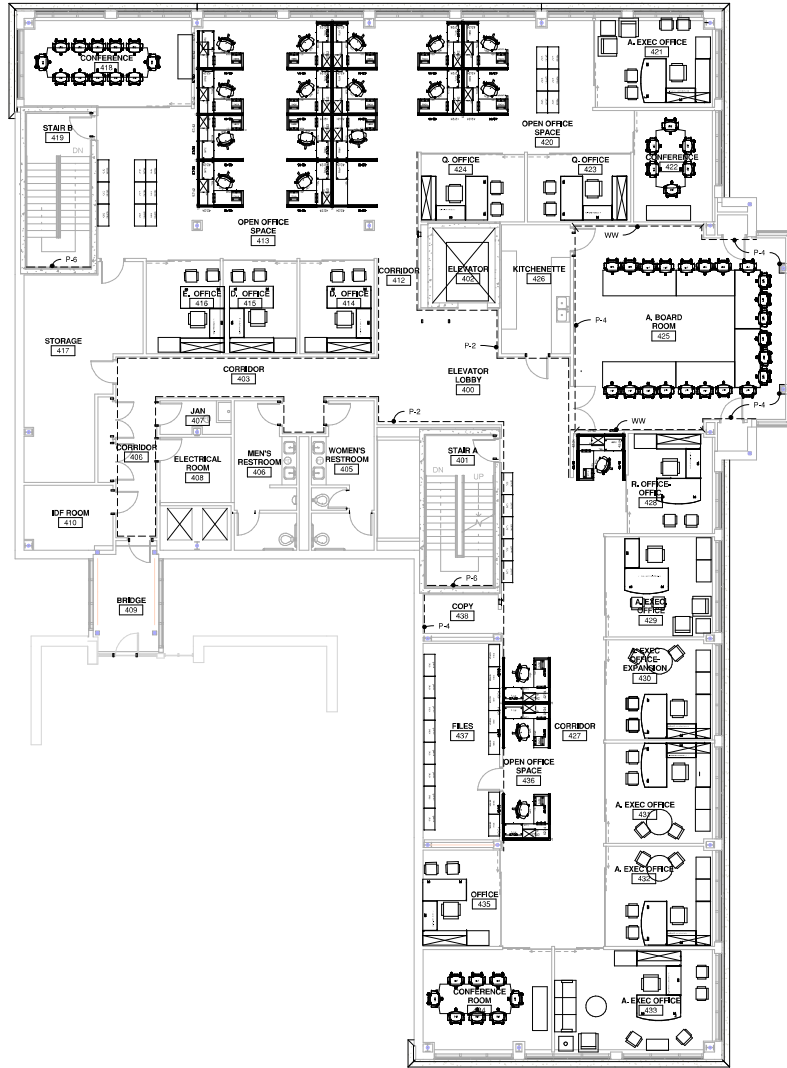 A. EXEC OFFICE
421
CONFERENCE
418
OPEN OFFICE
SPACE
420
STAIR B
419
DN
Q. OFFICE
424
Q. OFFICE
423
CONFERENCE
422
OPEN OFFICE
SPACE
413
WW
P-4
P-6
CORRIDOR
412
ELEVATOR
402
KITCHENETTE
426
E. OFFICE
416
D. OFFICE
415
D. OFFICE
414
A. BOARD
ROOM
425
P-4
STORAGE
417
P-2
CORRIDOR
403
ELEVATOR
LOBBY
400
P-4
JAN
407
P-2
WW
CORRIDOR
406
ELECTRICAL
ROOM
408
MEN'S
RESTROOM
406
WOMEN'S
RESTROOM
405
STAIR A
401
DN
UP
R. OFFICE-
OFFIC
428
IDF ROOM
410
P-6
BRIDGE
409
COPY
438
P-4
A. EXEC
OFFICE
429
A. EXEC
OFFICE-
EXPANSION
430
FILES
437
CORRIDOR
427
OPEN OFFICE
SPACE
436
A. EXEC OFFICE
431
A. EXEC OFFICE
432
OFFICE
435
CONFERENCE
ROOM
A. EXEC OFFICE
433